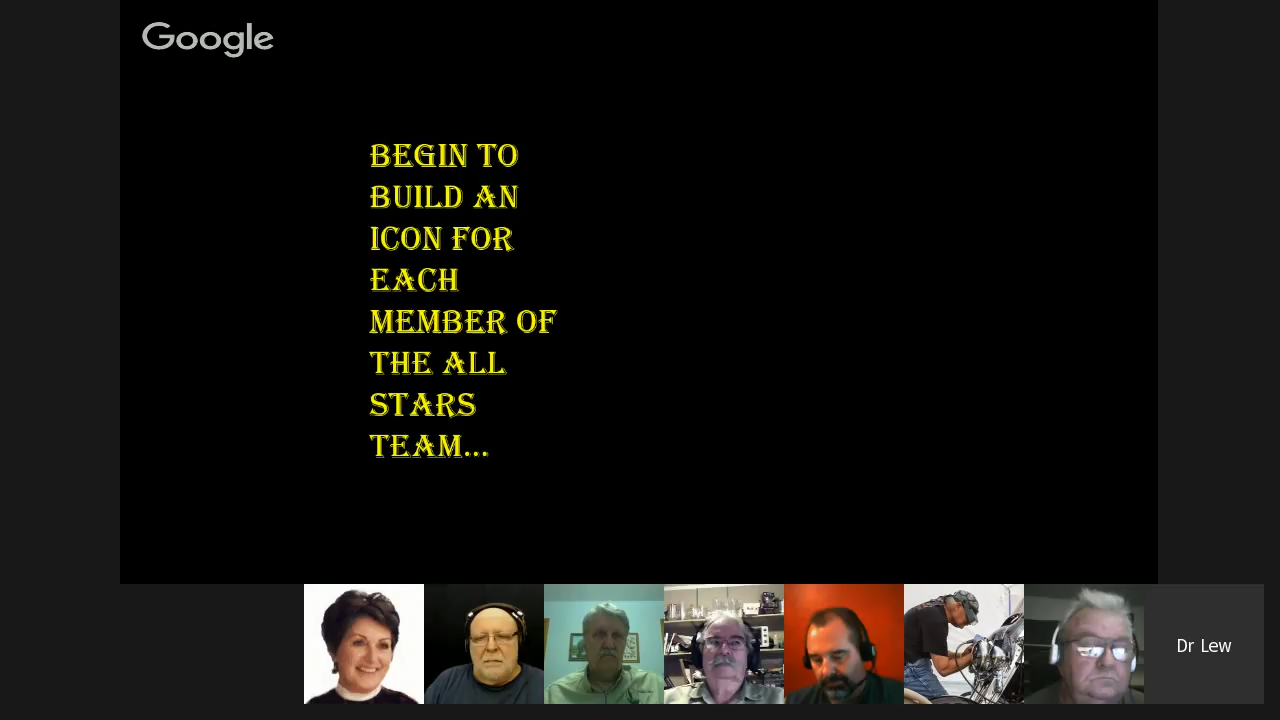 Google
BEGIN TO
BUILD AN
ICON FOR
EACH
MEMBER OF
THE ALL
STARS
TEAM...
Dr Lew